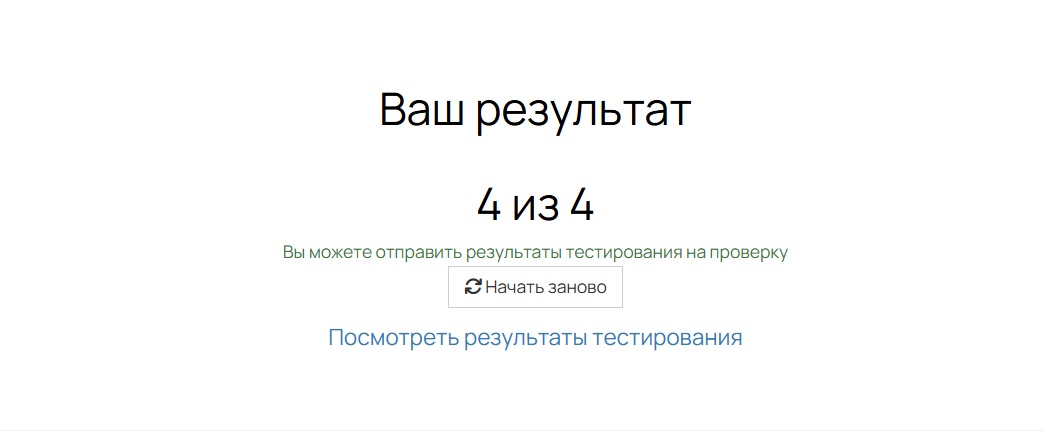 Ваш результат
4 из 4
Вы можете отправить результаты тестирования на проверку
Начать заново
Посмотреть результаты тестирования